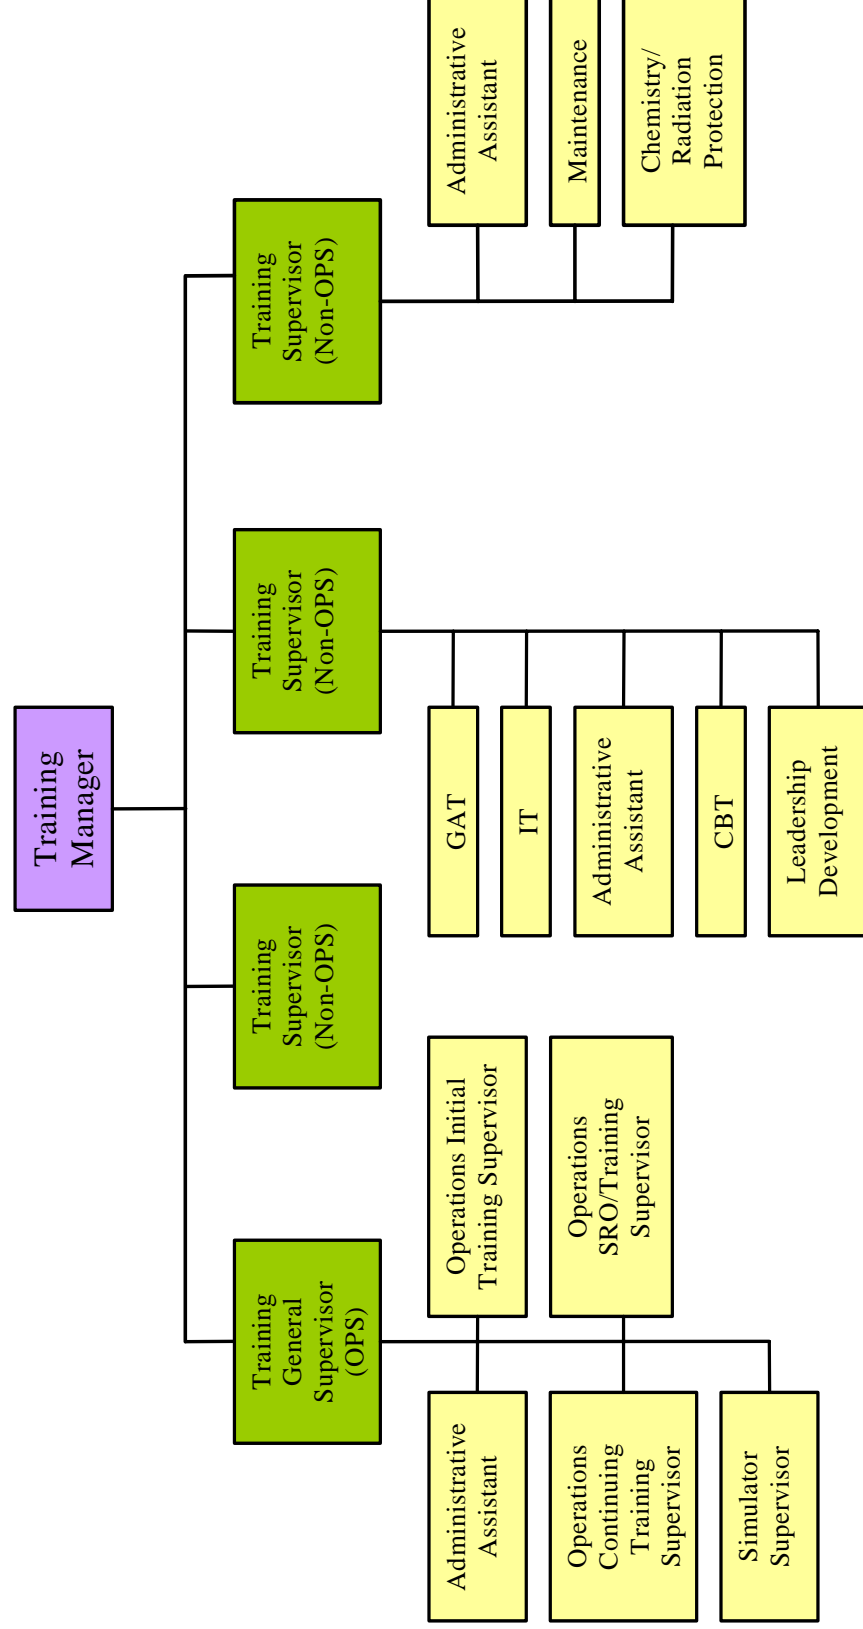 Training
Manager
Training
General
Supervisor
(OPS)
Training
Supervisor
(Non-OPS)
Training
Supervisor
(Non-OPS)
Training
Supervisor
(Non-OPS)
Administrative
Assistant
Operations
Continuing
Training
Supervisor
Simulator
Supervisor
Operations Initial
Training Supervisor
Operations
SRO/Training
Supervisor
GAT
IT
Administrative
Assistant
CBT
Leadership
Development
Administrative
Assistant
Maintenance
Chemistry/
Radiation
Protection